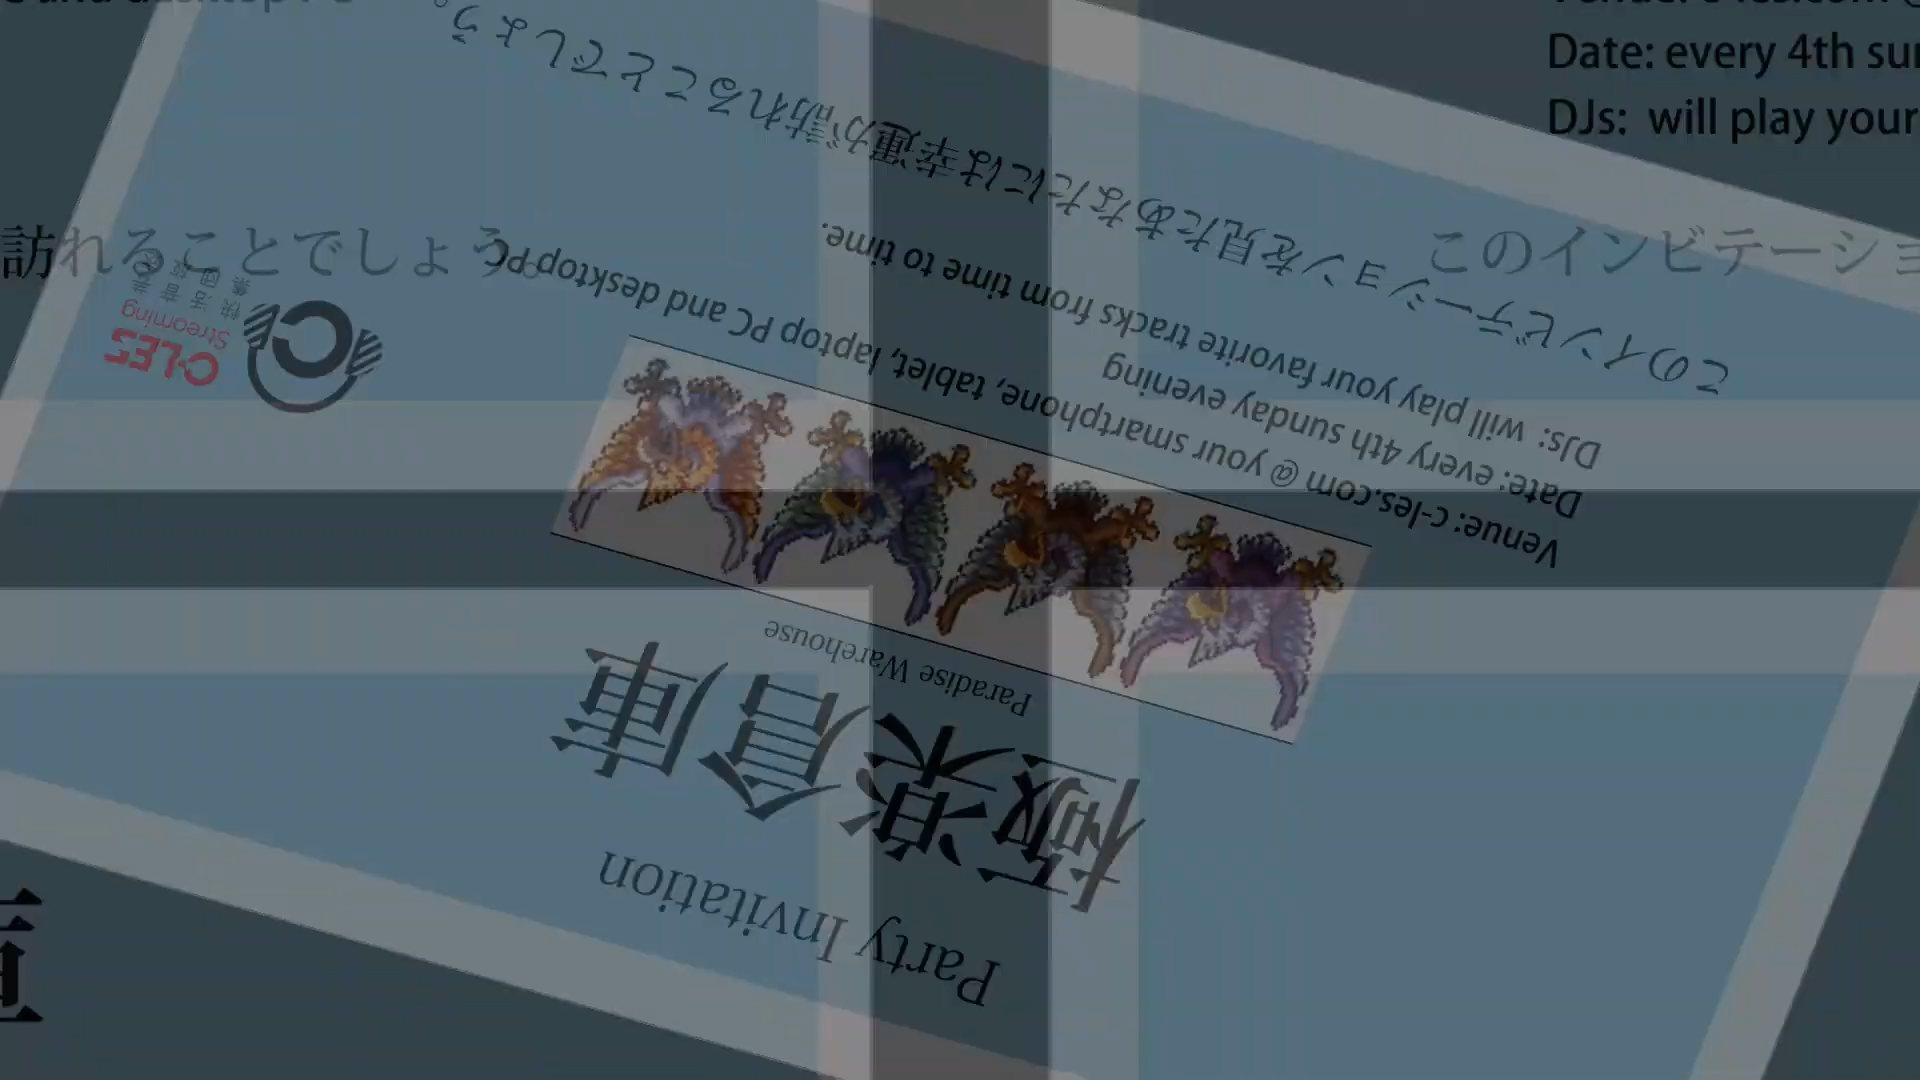 Party Invitation
極楽倉庫
Paradise Warehouse
Venue: c-les.com @ your smartphone, tablet, laptop PC and desktop PC
Date: every 4th sunday evening
DJs: will play your favorite tracks from time to time.
このインビテーションを見たあなたには幸運が訪れることでしょう。
C-LES
Streaming
Date: every 4th sun
DJs: will play your
訪れることでしょう
このインビテーショ